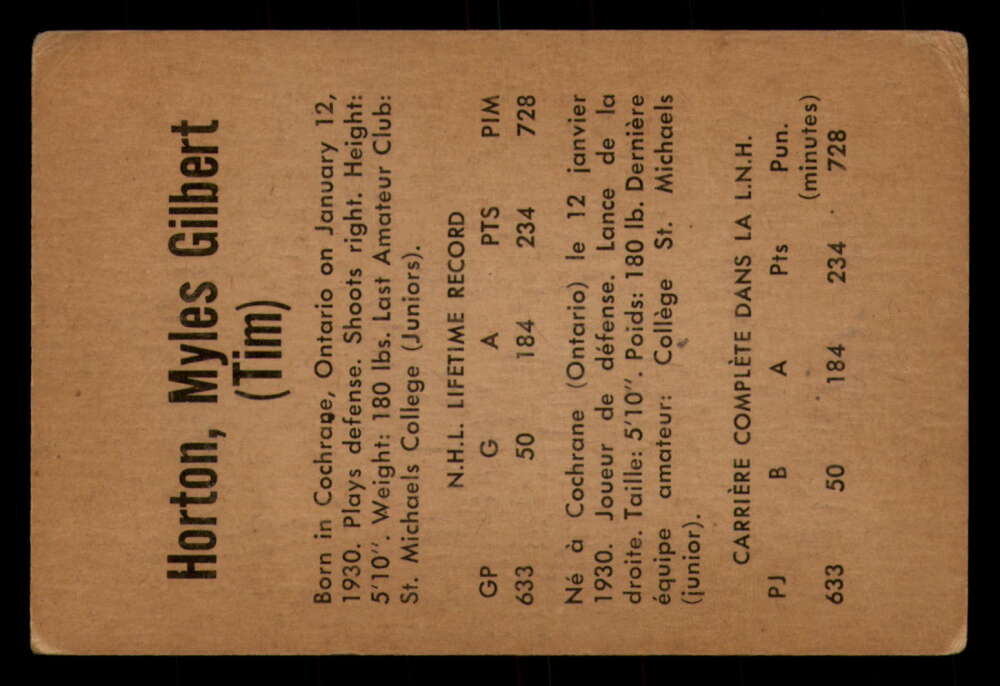 Horton, Myles Gilbert
(Tim)
Born in Cochrane, Ontario on January 12,
1930. Plays defense. Shoots right. Height:
5'10". Weight: 180 lbs. Last Amateur Club:
St. Michaels College (Juniors).
N.H.L. LIFETIME RECORD
GP G A PTS PIM
633 50 184 234 728
Né à Cochrane (Ontario) le 12 janvier
1930. Joueur de défense. Lance de la
droite. Taille: 5'10". Poids: 180 lb. Dernière
équipe amateur: Collège St. Michaels
(junior).
CARRIÈRE COMPLÈTE DANS LA L.N.H.
PJ B A Pts Pun.
(minutes)
633 50 184 234 728